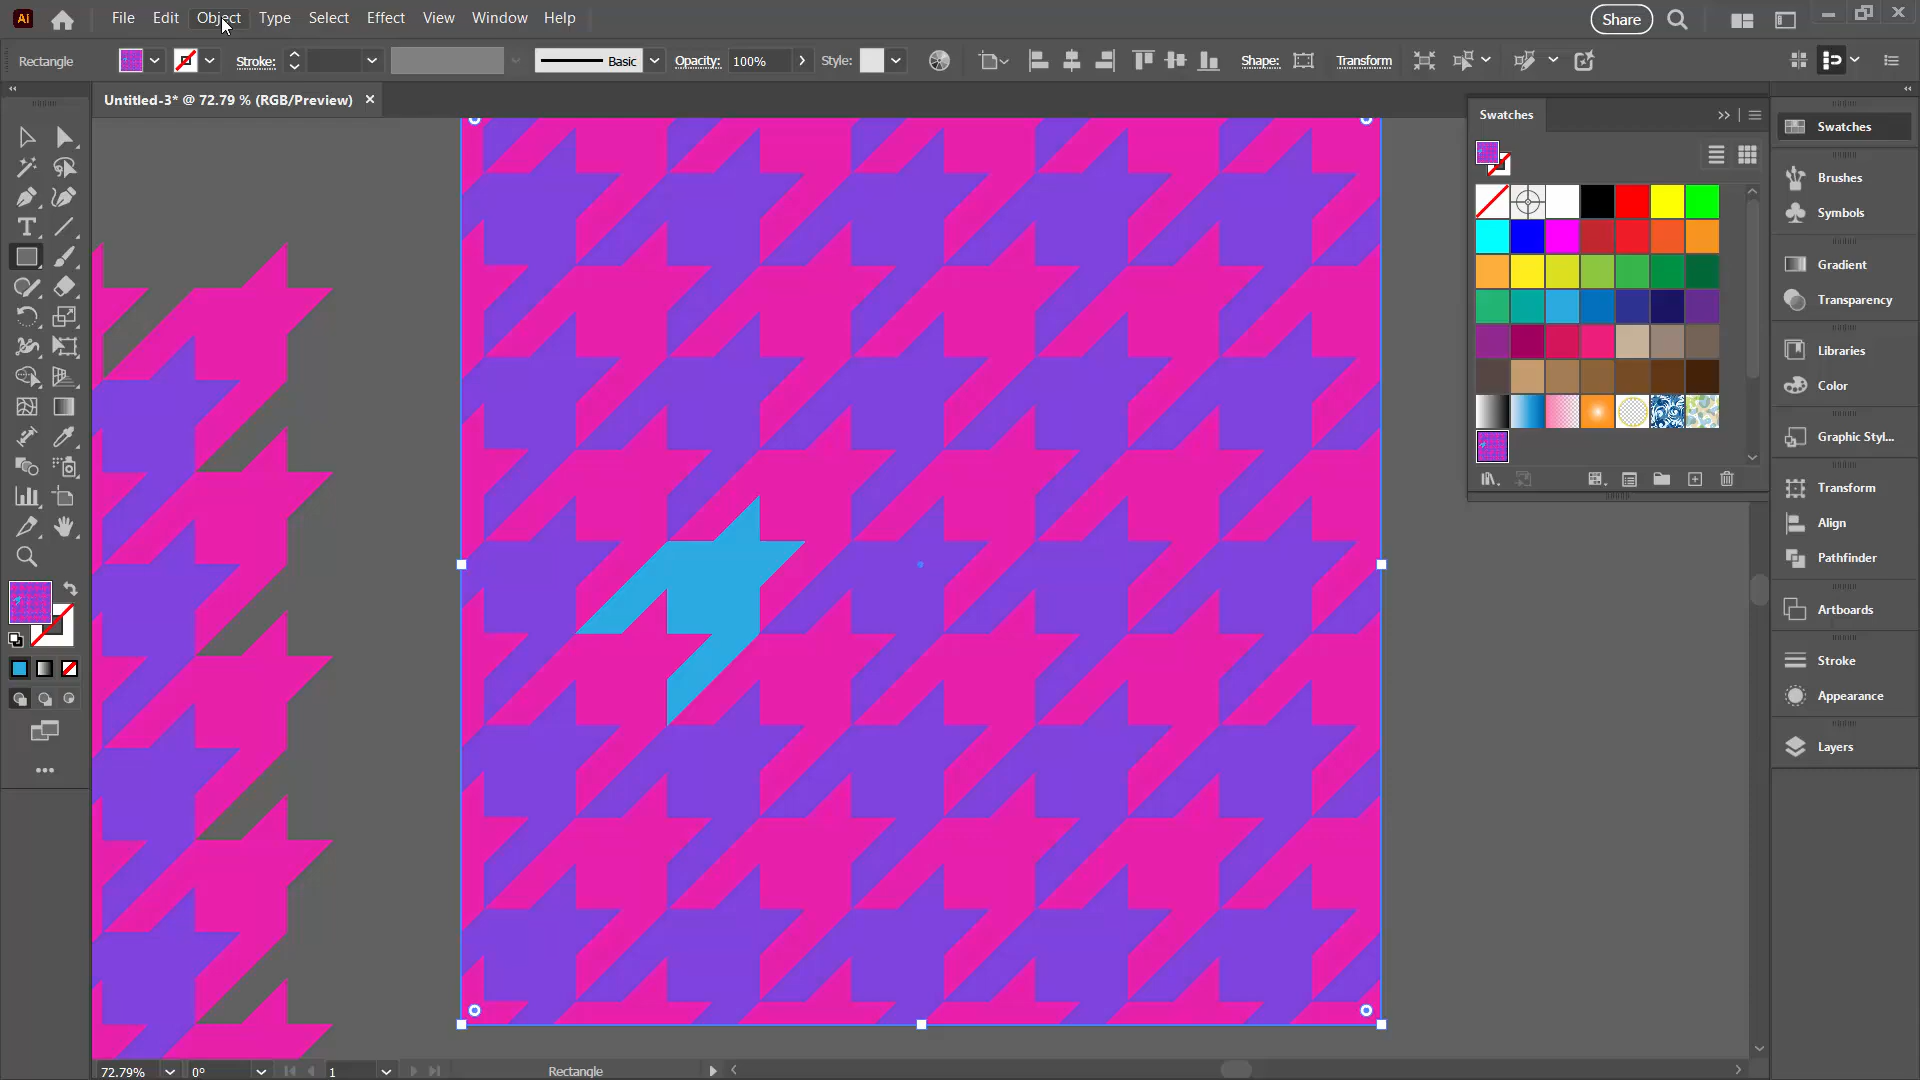 Ai File Edit Object Type Select Effect View Window Help Share
Rectangle Stroke: Basic Opacity: 100% Style: Shape: Transform
Untitled-3* @ 72.79 % (RGB/Preview)
Swatches
Swatches
Brushes
Symbols
Gradient
Transparency
Libraries
Color
Graphic Styl...
Transform
Align
Pathfinder
Artboards
Stroke
Appearance
Layers
72.79% 0° 1 Rectangle